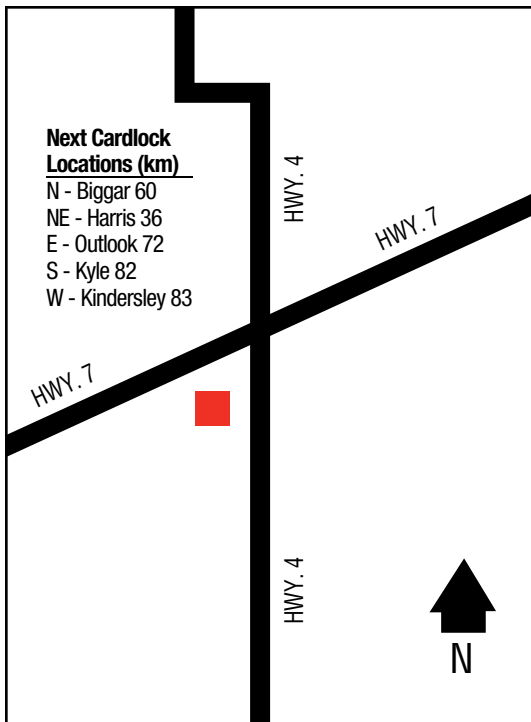 Next Cardlock
Locations (km)
N - Biggar 60
NE - Harris 36
E - Outlook 72
S - Kyle 82
W - Kindersley 83
HWY. 4
HWY. 7
HWY. 7
HWY. 4
N